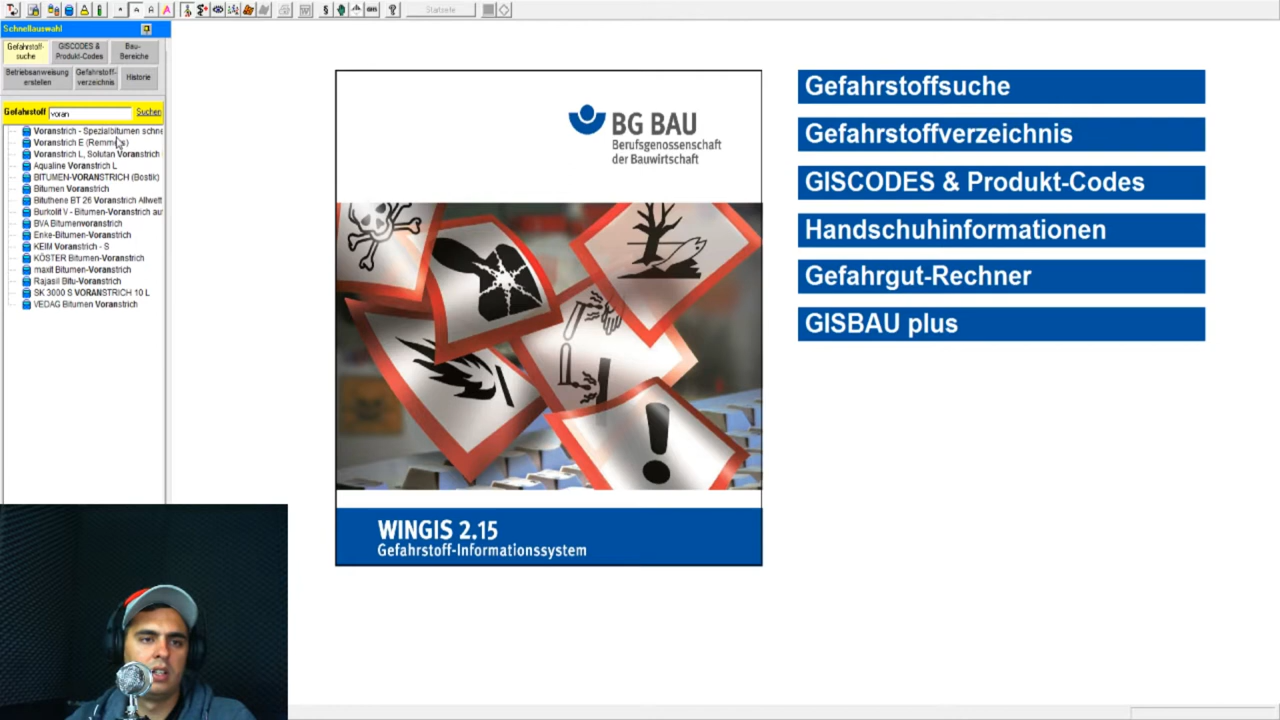 Startseite
Schnellauswahl
Gefahrstoff-
suche
GISCODES &
Produkt-Codes
Bau-
Bereiche
Betriebsanweisung
erstellen
Gefahrstoff-
verzeichnis
Historie
Gefahrstoff
voran
Suchen
Voranstrich - Spezialbitumen schne
Voranstrich E (Remmers)
Voranstrich L, Solutan Voranstrich
Aqualine Voranstrich L
BITUMEN-VORANSTRICH (Bostik)
Bitumen Voranstrich
Bituthene BT 26 Voranstrich Allwett
Burkolit V - Bitumen-Voranstrich au
BVA Bitumenvoranstrich
Enke-Bitumen-Voranstrich
KEIM Voranstrich - S
KÖSTER Bitumen-Voranstrich
maxit Bitumen-Voranstrich
Rajasil Bitu-Voranstrich
SK 3000 S VORANSTRICH 10 L
VEDAG Bitumen Voranstrich
BG BAU
Berufsgenossenschaft
der Bauwirtschaft
WINGIS 2.15
Gefahrstoff-Informationssystem
Gefahrstoffsuche
Gefahrstoffverzeichnis
GISCODES & Produkt-Codes
Handschuhinformationen
Gefahrgut-Rechner
GISBAU plus